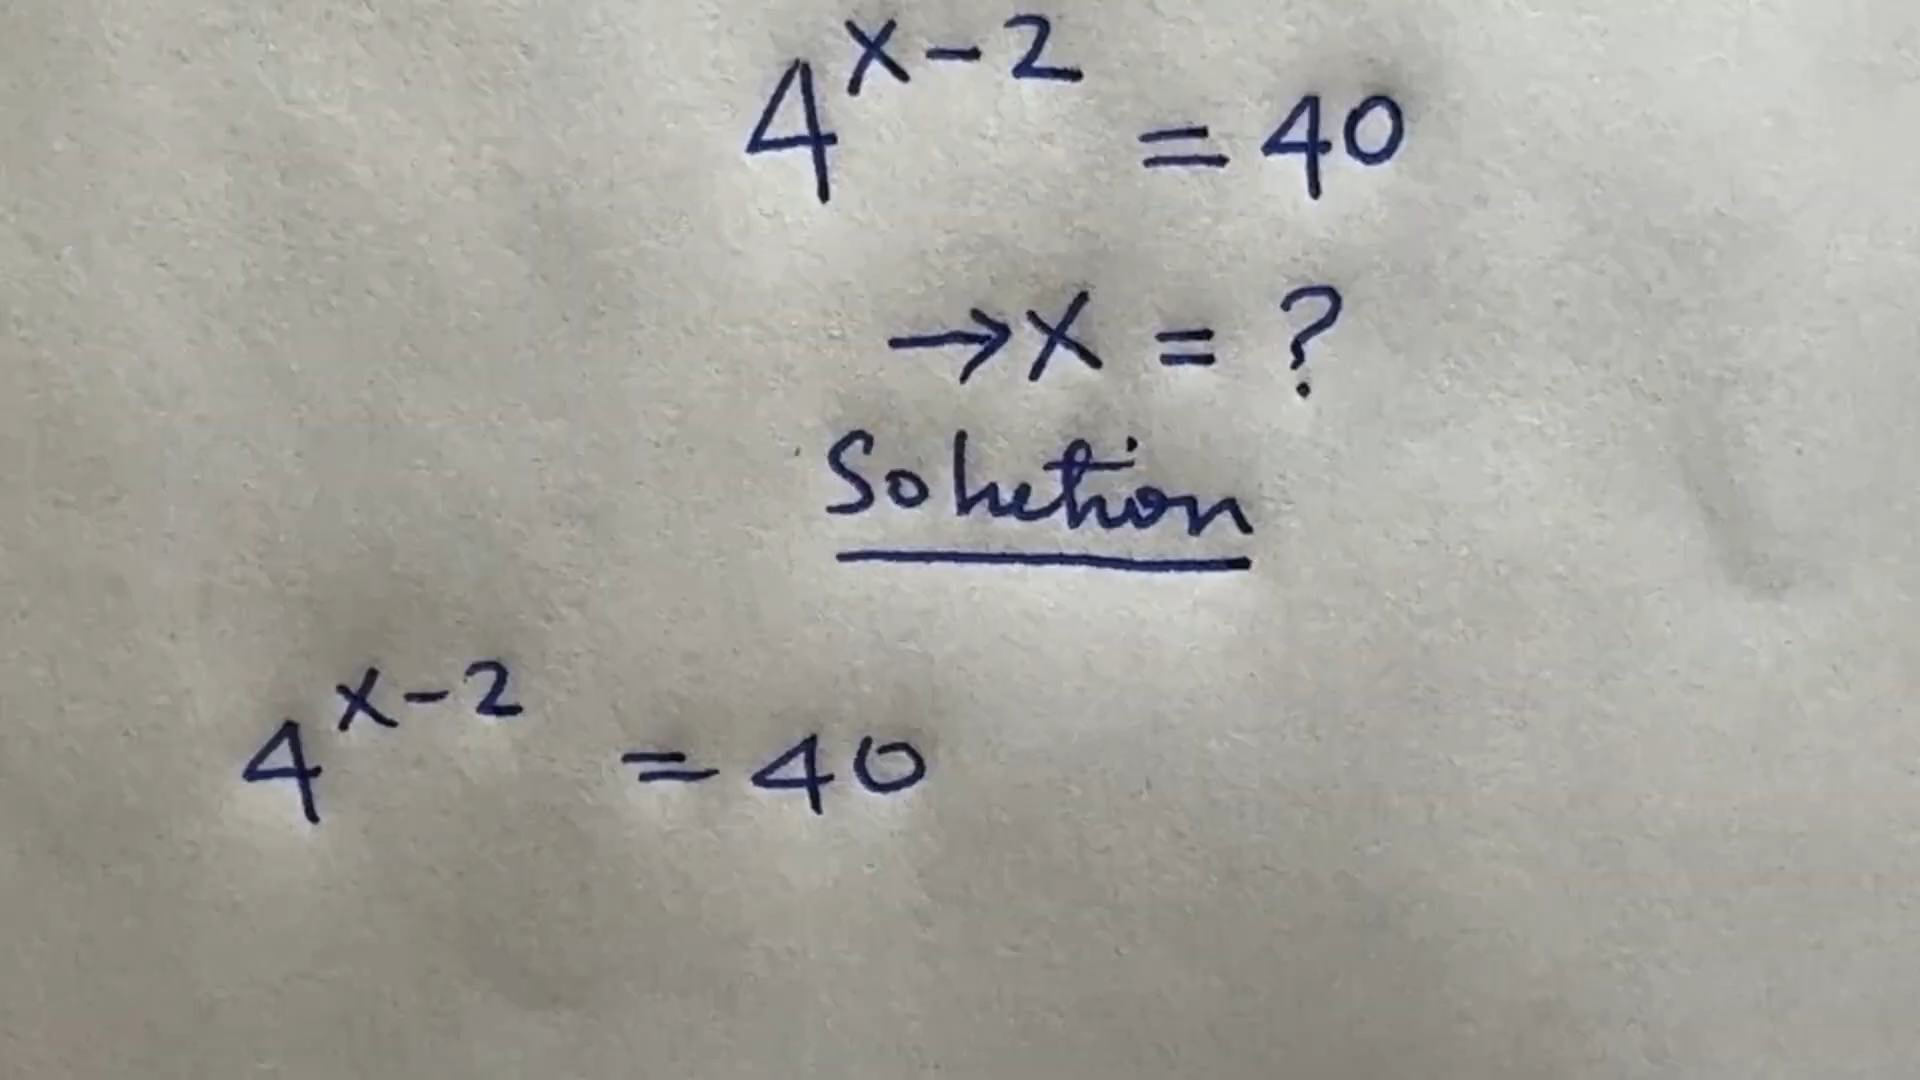 4^{x-2} = 40
→ x = ?
Solution
4^{x-2} = 40